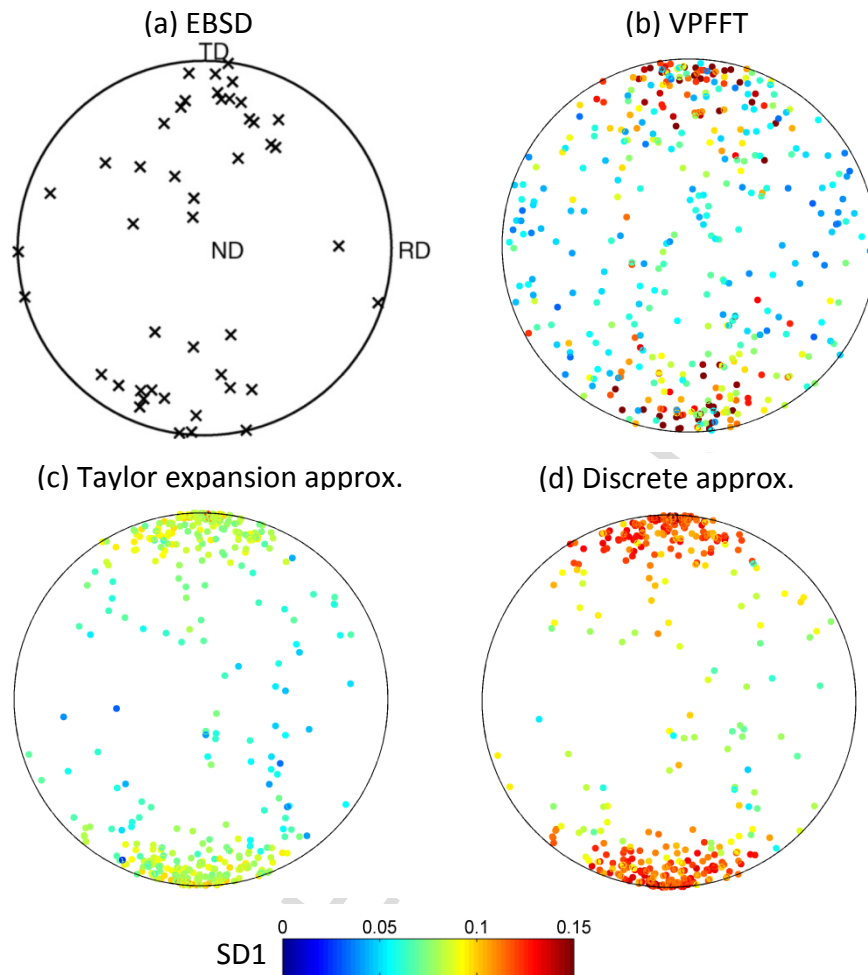 (a) EBSD
(b) VPFFT
TD
ND
RD
(c) Taylor expansion approx.
(d) Discrete approx.
0
0.05
0.1
0.15
SD1